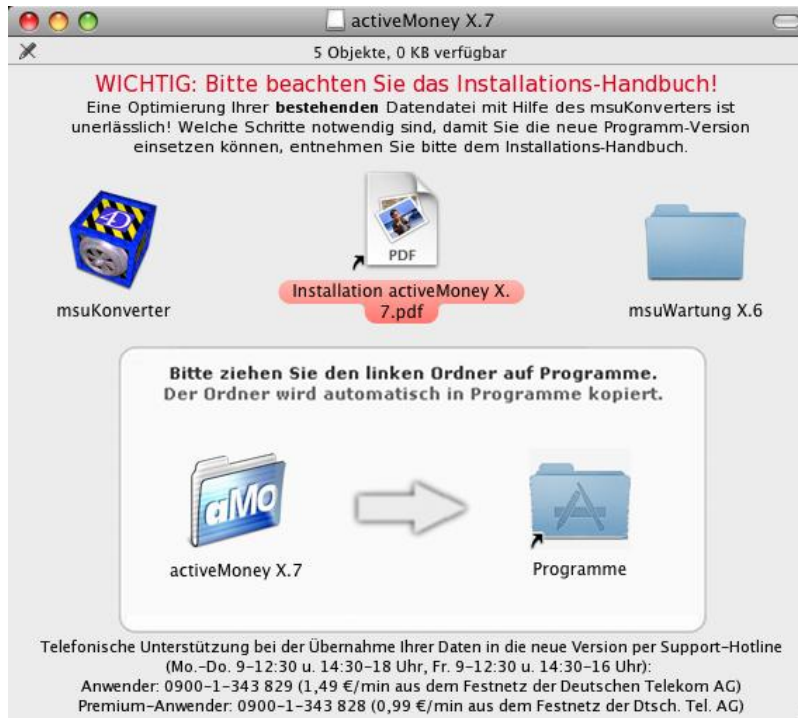 activeMoney X.7
5 Objekte, 0 KB verfügbar
WICHTIG: Bitte beachten Sie das Installations-Handbuch!
Eine Optimierung Ihrer bestehenden Datendatei mit Hilfe des msuKonverters ist
unerlässlich! Welche Schritte notwendig sind, damit Sie die neue Programm-Version
einsetzen können, entnehmen Sie bitte dem Installations-Handbuch.
4D
PDF
msuKonverter
Installation activeMoney X.
7.pdf
msuWartung X.6
Bitte ziehen Sie den linken Ordner auf Programme.
Der Ordner wird automatisch in Programme kopiert.
aMO
activeMoney X.7
Programme
Telefonische Unterstützung bei der Übernahme Ihrer Daten in die neue Version per Support-Hotline
(Mo.-Do. 9-12:30 u. 14:30-18 Uhr, Fr. 9-12:30 u. 14:30-16 Uhr):
Anwender: 0900-1-343 829 (1,49 €/min aus dem Festnetz der Deutschen Telekom AG)
Premium-Anwender: 0900-1-343 828 (0,99 €/min aus dem Festnetz der Dtsch. Tel. AG)